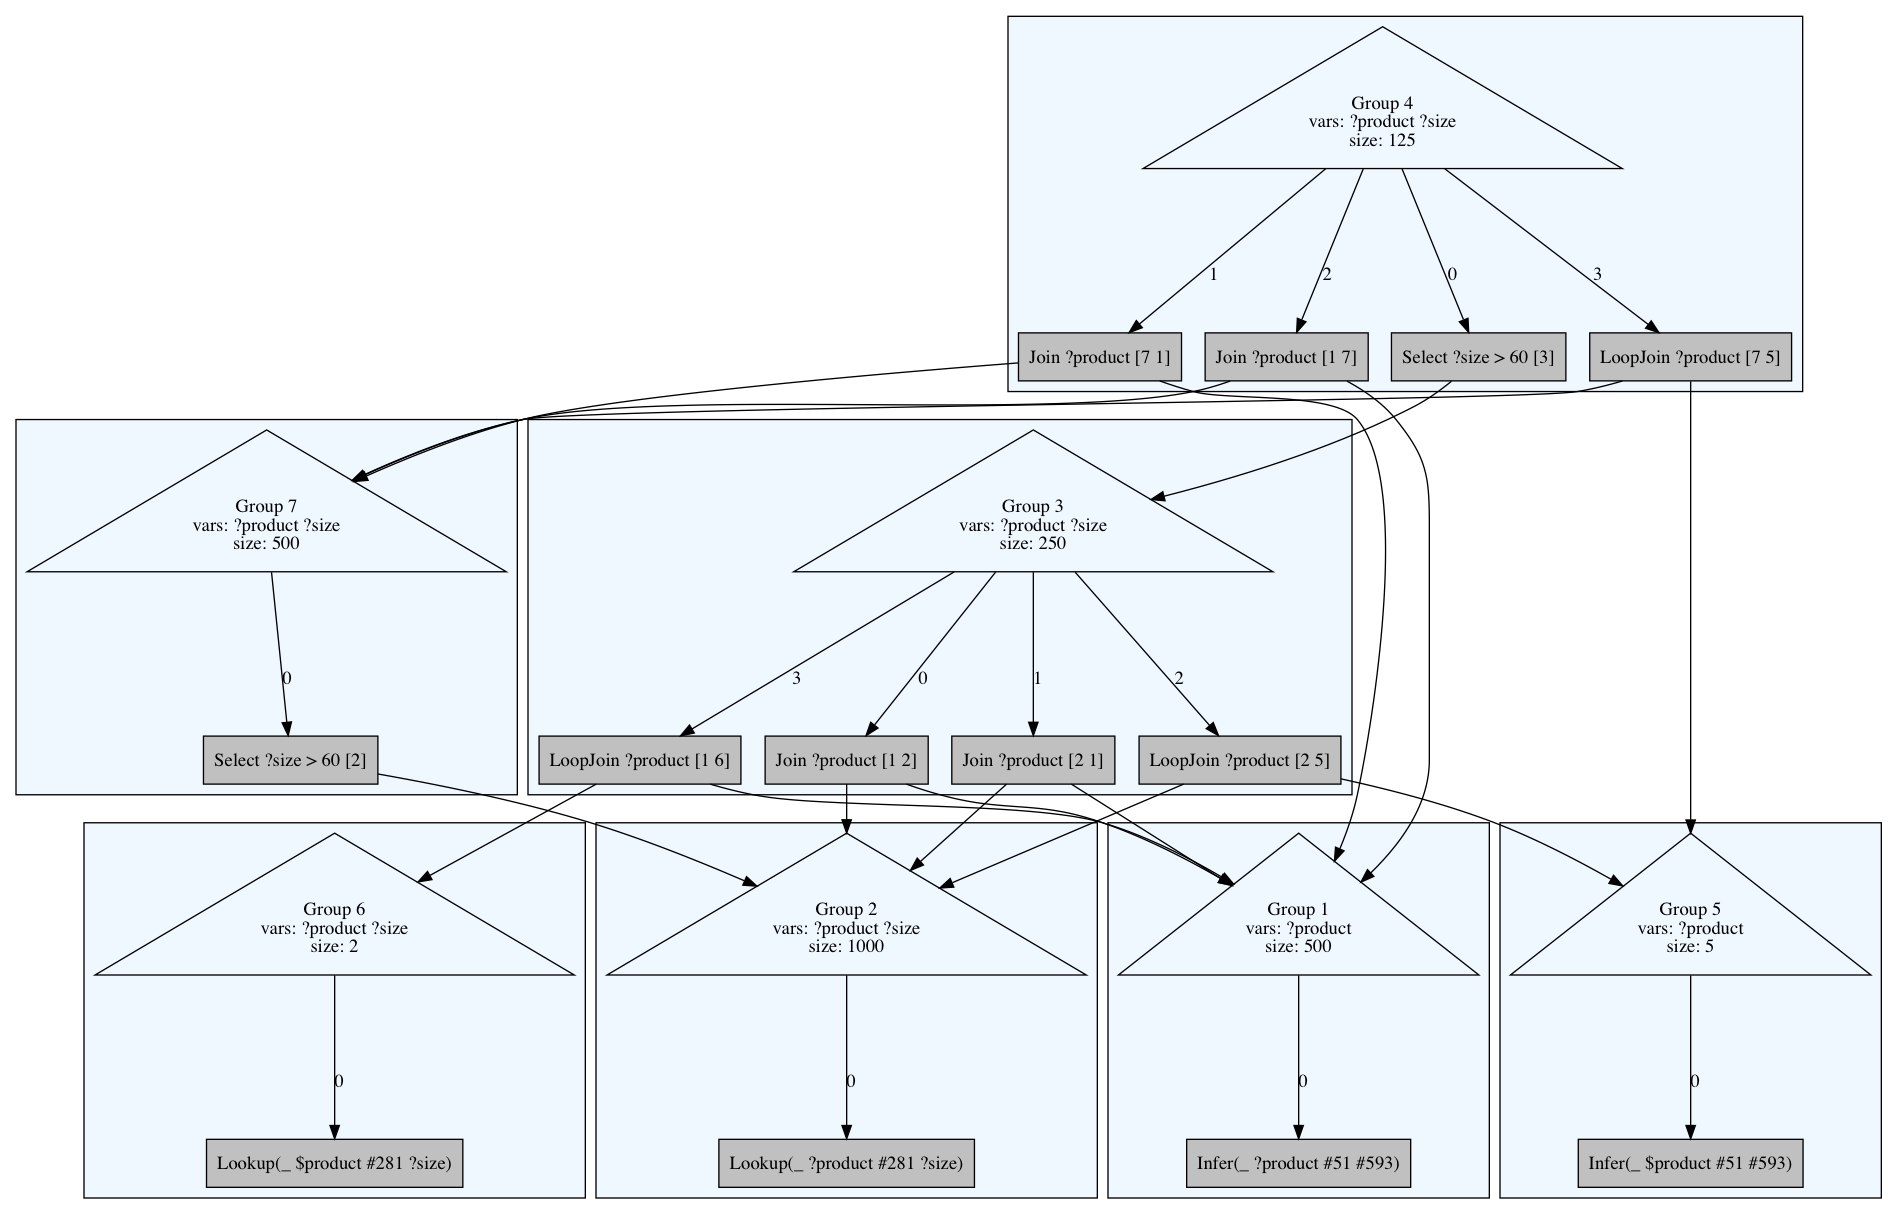 Group 4
vars: ?product ?size
size: 125
1
2
0
3
Join ?product [7 1]
Join ?product [1 7]
Select ?size > 60 [3]
LoopJoin ?product [7 5]
Group 7
vars: ?product ?size
size: 500
Group 3
vars: ?product ?size
size: 250
0
3
0
1
2
Select ?size > 60 [2]
LoopJoin ?product [1 6]
Join ?product [1 2]
Join ?product [2 1]
LoopJoin ?product [2 5]
Group 6
vars: ?product ?size
size: 2
Group 2
vars: ?product ?size
size: 1000
Group 1
vars: ?product
size: 500
Group 5
vars: ?product
size: 5
0
0
0
0
Lookup(_ $product #281 ?size)
Lookup(_ ?product #281 ?size)
Infer(_ ?product #51 #593)
Infer(_ $product #51 #593)